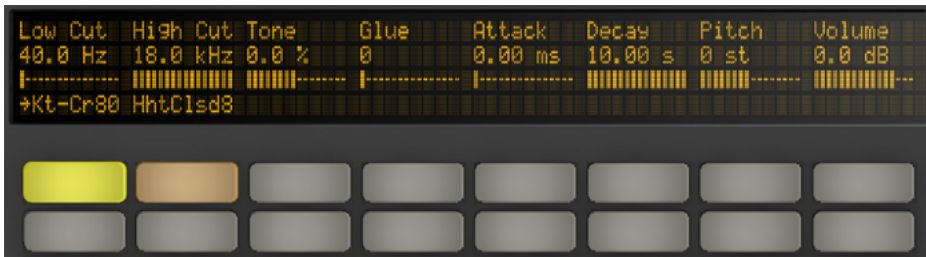 Low Cut High Cut Tone Glue Attack Decay Pitch Volume
40.0 Hz 18.0 kHz 0.0 % 0 0.00 ms 10.00 s 0 st 0.0 dB
→Kt-Cr80 HhtClsd8